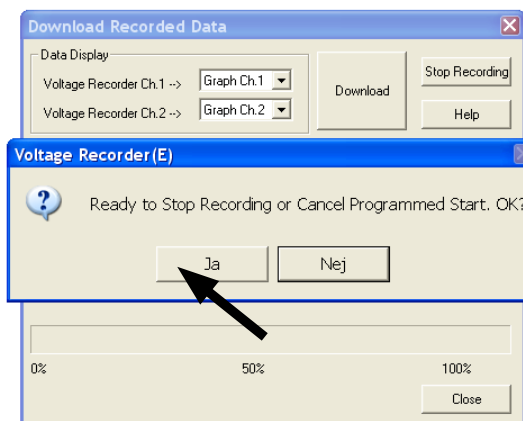 Download Recorded Data
Data Display
Voltage Recorder Ch.1 -->
Graph Ch.1
Voltage Recorder Ch.2 -->
Graph Ch.2
Download
Stop Recording
Help
Voltage Recorder(E)
Ready to Stop Recording or Cancel Programmed Start. OK?
Ja
Nej
0%
50%
100%
Close